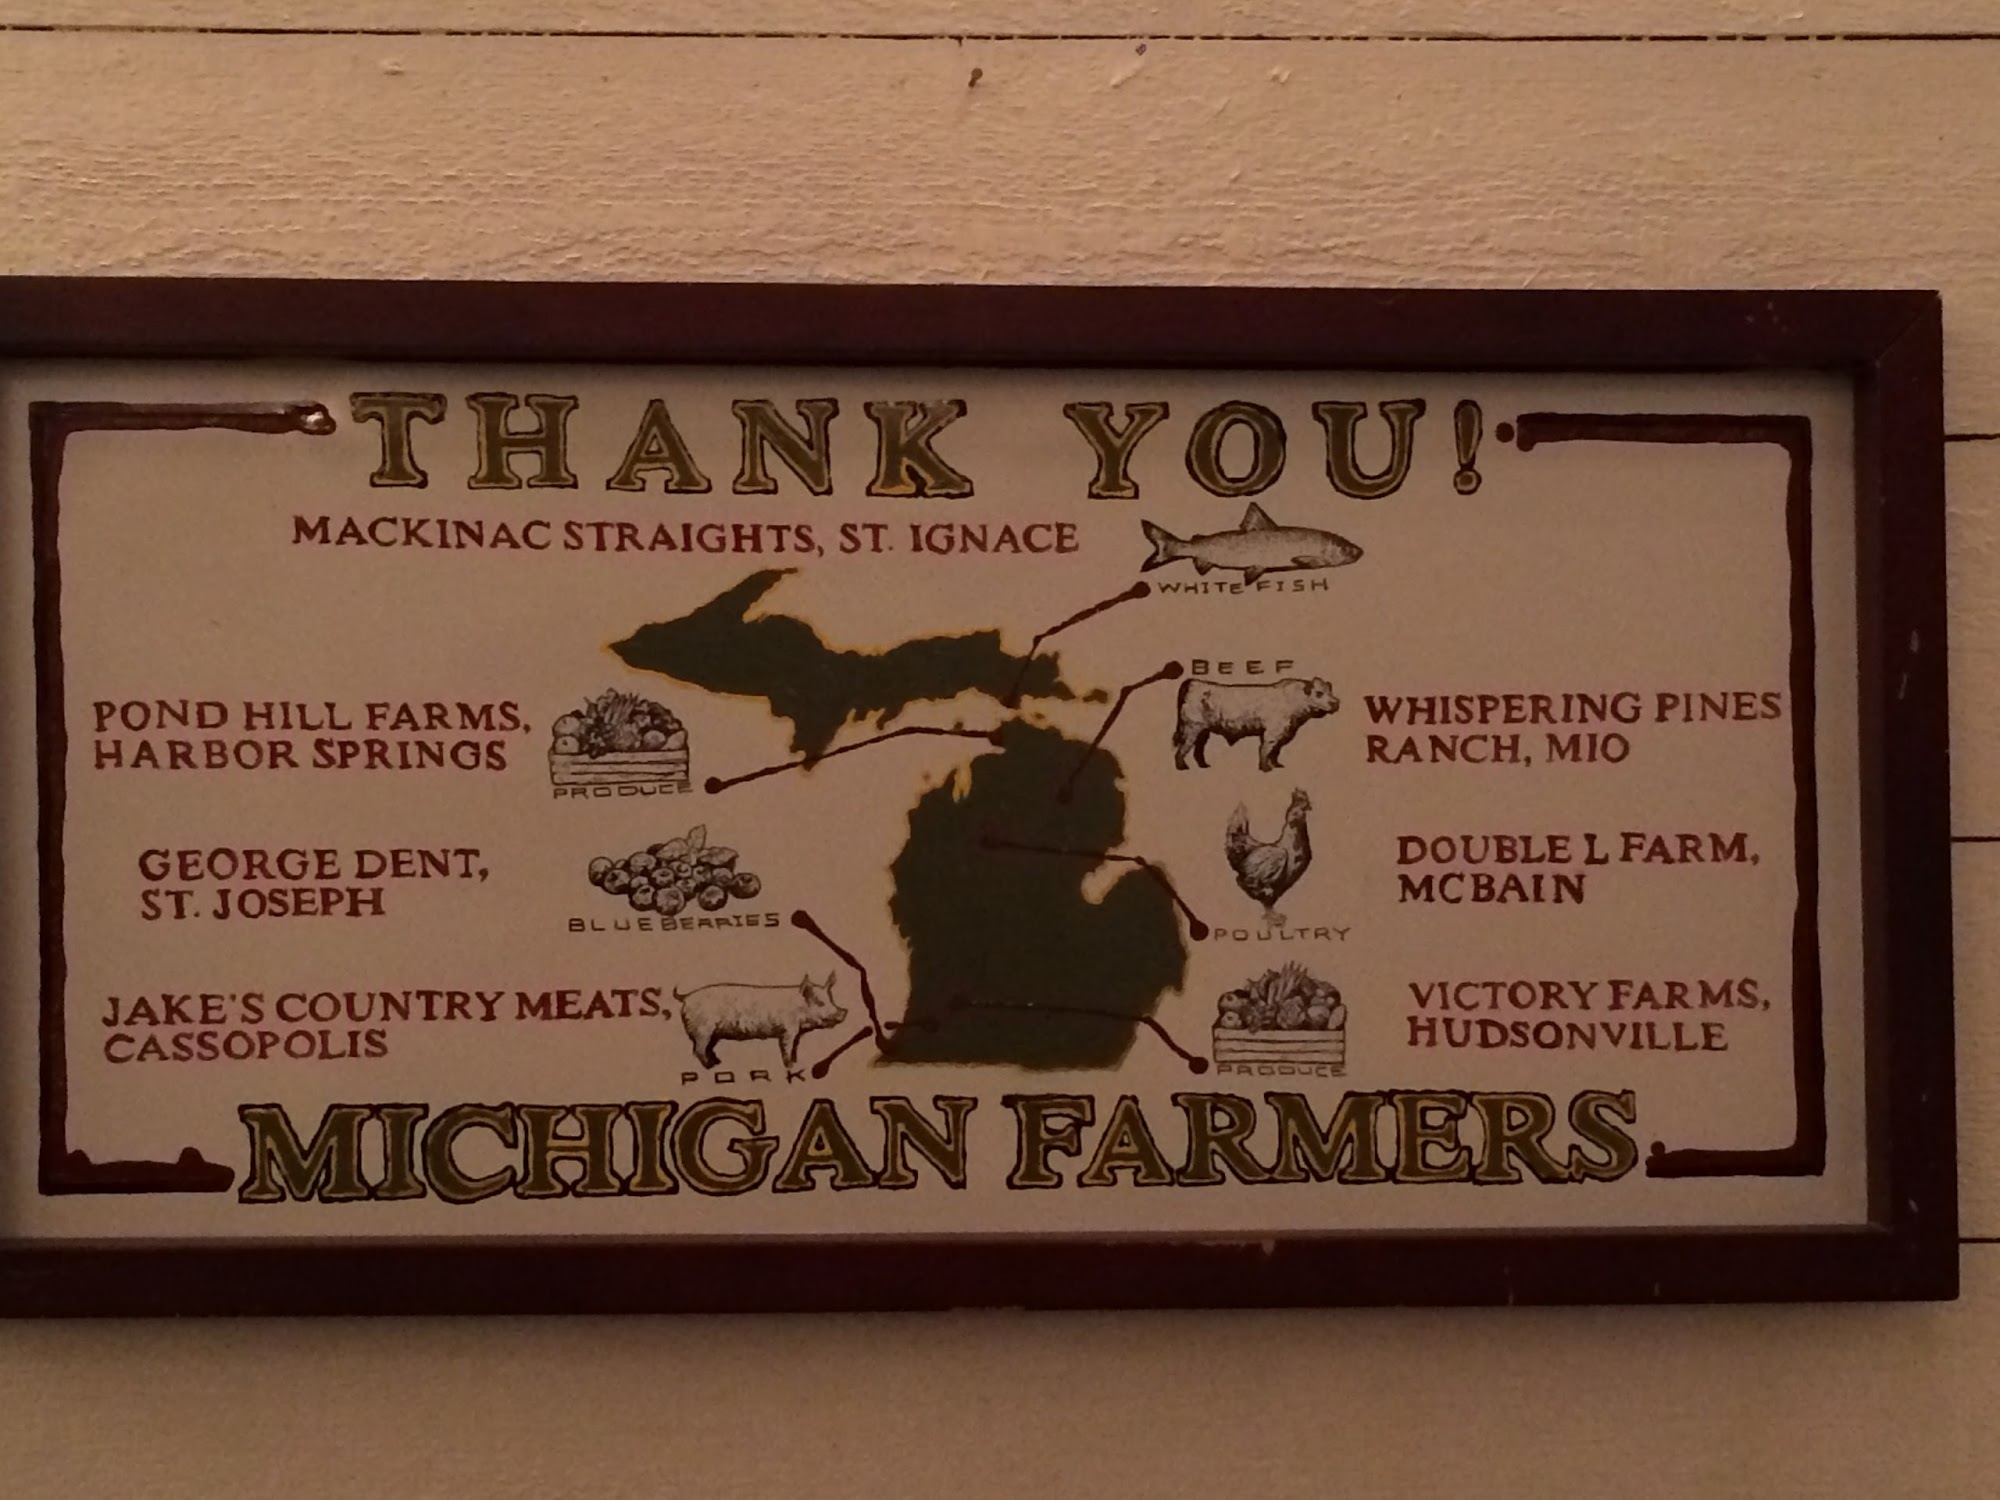 THANK YOU!
MACKINAC STRAIGHTS, ST. IGNACE
WHITE FISH
BEEF
POND HILL FARMS,
HARBOR SPRINGS
PRODUCE
WHISPERING PINES
RANCH, MIO
GEORGE DENT,
ST. JOSEPH
BLUEBERRIES
DOUBLE L FARM,
MCBAIN
POULTRY
JAKE'S COUNTRY MEATS,
CASSOPOLIS
PORK
VICTORY FARMS,
HUDSONVILLE
PRODUCE
MICHIGAN FARMERS